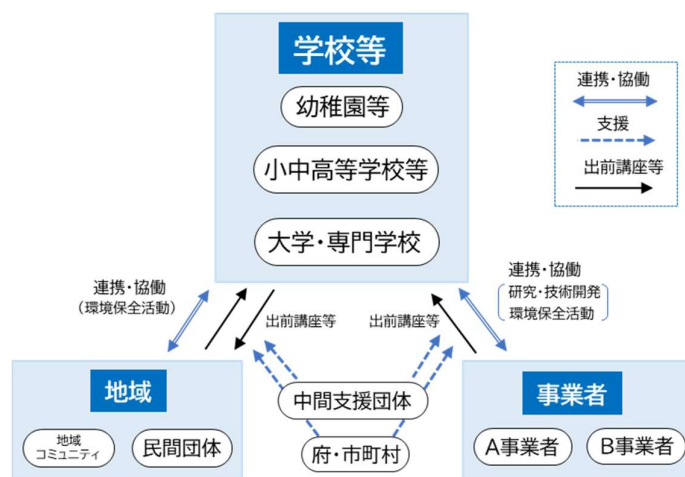 学校等
幼稚園等
小中高等学校等
大学・専門学校
連携・協働
支援
出前講座等
連携・協働
（環境保全活動）
出前講座等
出前講座等
連携・協働
研究・技術開発
環境保全活動
地域
地域
コミュニティ
民間団体
中間支援団体
府・市町村
事業者
A事業者
B事業者